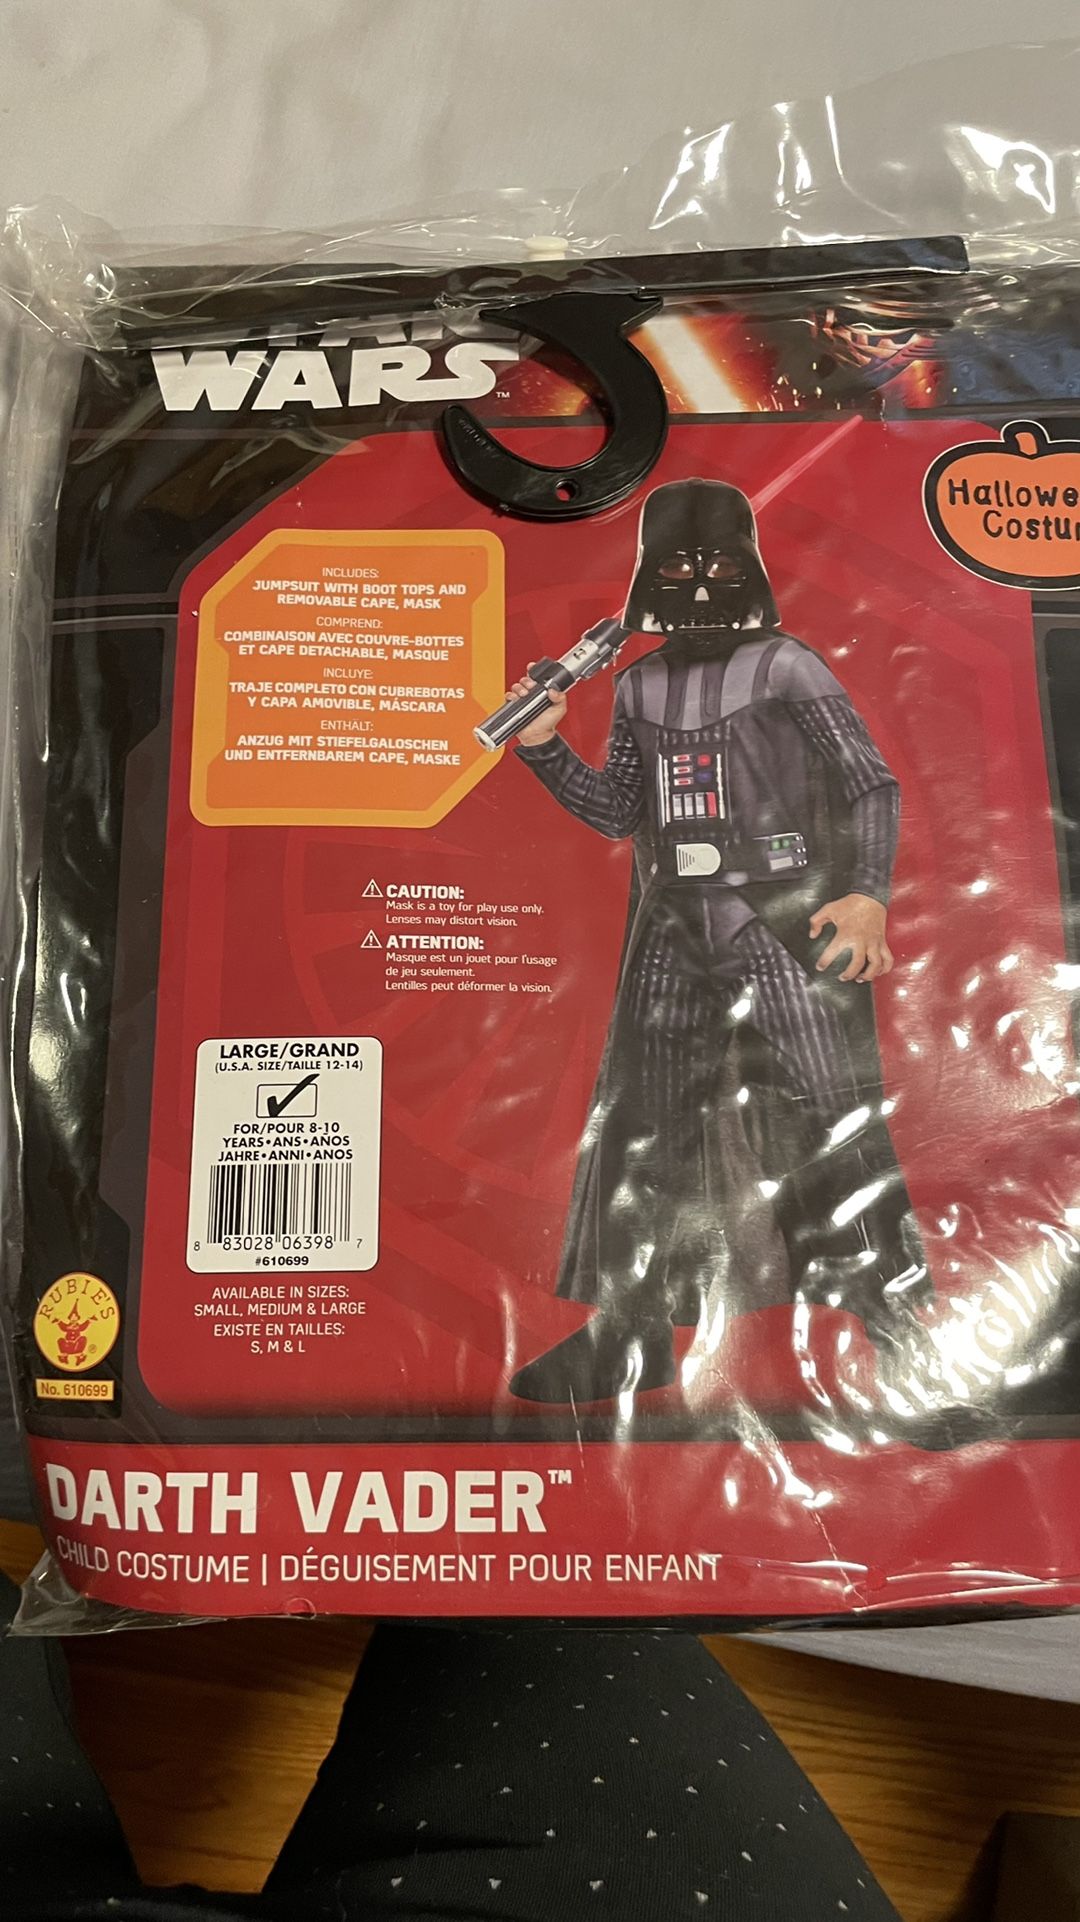 WARS™
Hallowe
Costu
INCLUDES:
JUMPSUIT WITH BOOT TOPS AND
REMOVABLE CAPE, MASK
COMPREND:
COMBINAISON AVEC COUVRE-BOTTES
ET CAPE DETACHABLE, MASQUE
INCLUYE:
TRAJE COMPLETO CON CUBREBOTAS
Y CAPA AMOVIBLE, MÁSCARA
ENTHÄLT:
ANZUG MIT STIEFELGALOSCHEN
UND ENTFERNBAREM CAPE, MASKE
⚠ CAUTION:
Mask is a toy for play use only.
Lenses may distort vision.
⚠ ATTENTION:
Masque est un jouet pour l'usage
de jeu seulement.
Lentilles peut déformer la vision.
LARGE/GRAND
(U.S.A. SIZE/TAILLE 12-14)
FOR/POUR 8-10
YEARS•ANS•AÑOS
JAHRE•ANNI•ANOS
8 83028 06398 7
#610699
AVAILABLE IN SIZES:
SMALL, MEDIUM & LARGE
EXISTE EN TAILLES:
S, M & L
RUBIE'S
®
No. 610699
DARTH VADER™
CHILD COSTUME | DÉGUISEMENT POUR ENFANT